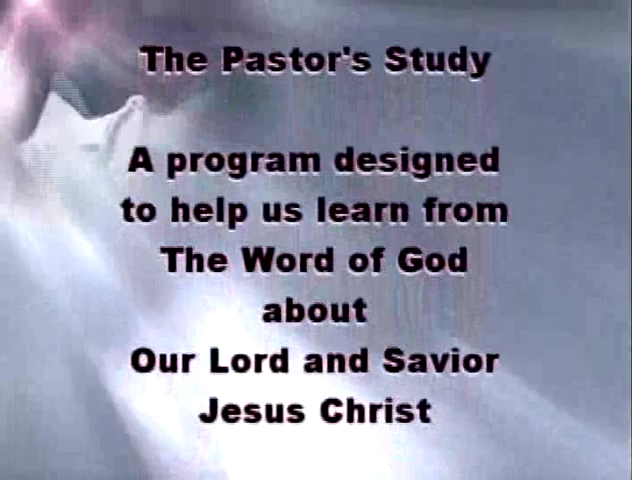 The Pastor's Study
A program designed
to help us learn from
The Word of God
about
Our Lord and Savior
Jesus Christ